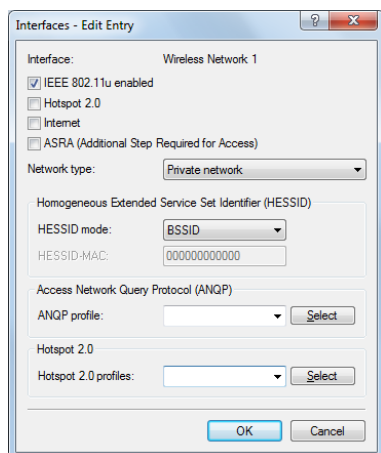 Interfaces - Edit Entry
Interface: Wireless Network 1
IEEE 802.11u enabled
Hotspot 2.0
Internet
ASRA (Additional Step Required for Access)
Network type: Private network
Homogeneous Extended Service Set Identifier (HESSID)
HESSID mode: BSSID
HESSID-MAC: 000000000000
Access Network Query Protocol (ANQP)
ANQP profile: Select
Hotspot 2.0
Hotspot 2.0 profiles: Select
OK Cancel